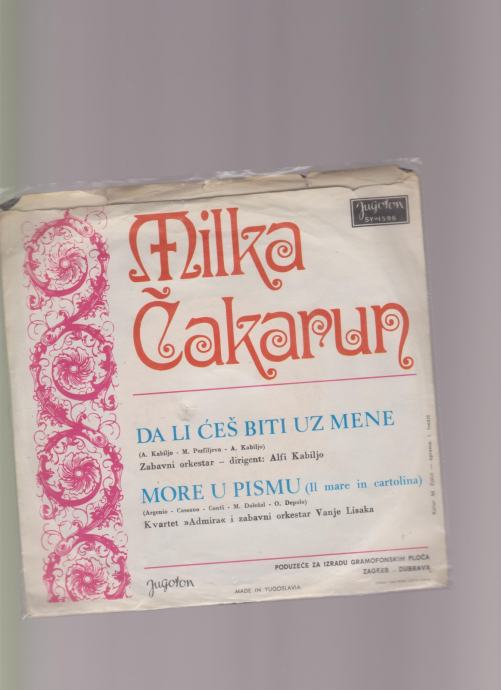 Jugoton
SY-1596
Milka
Čakarun
DA LI ĆEŠ BITI UZ MENE
(A. Kabiljo - M. Perfiljeva - A. Kabiljo)
Zabavni orkestar – dirigent: Alfi Kabiljo
MORE U PISMU (Il mare in cartolina)
(Argenio - Cassano - Conti - M. Doležal - O. Depolo)
Kvartet »Admira« i zabavni orkestar Vanje Lisaka
Jugoton
MADE IN YUGOSLAVIA
PODUZEĆE ZA IZRADU GRAMOFONSKIH PLOČA
ZAGREB - DUBRAVA